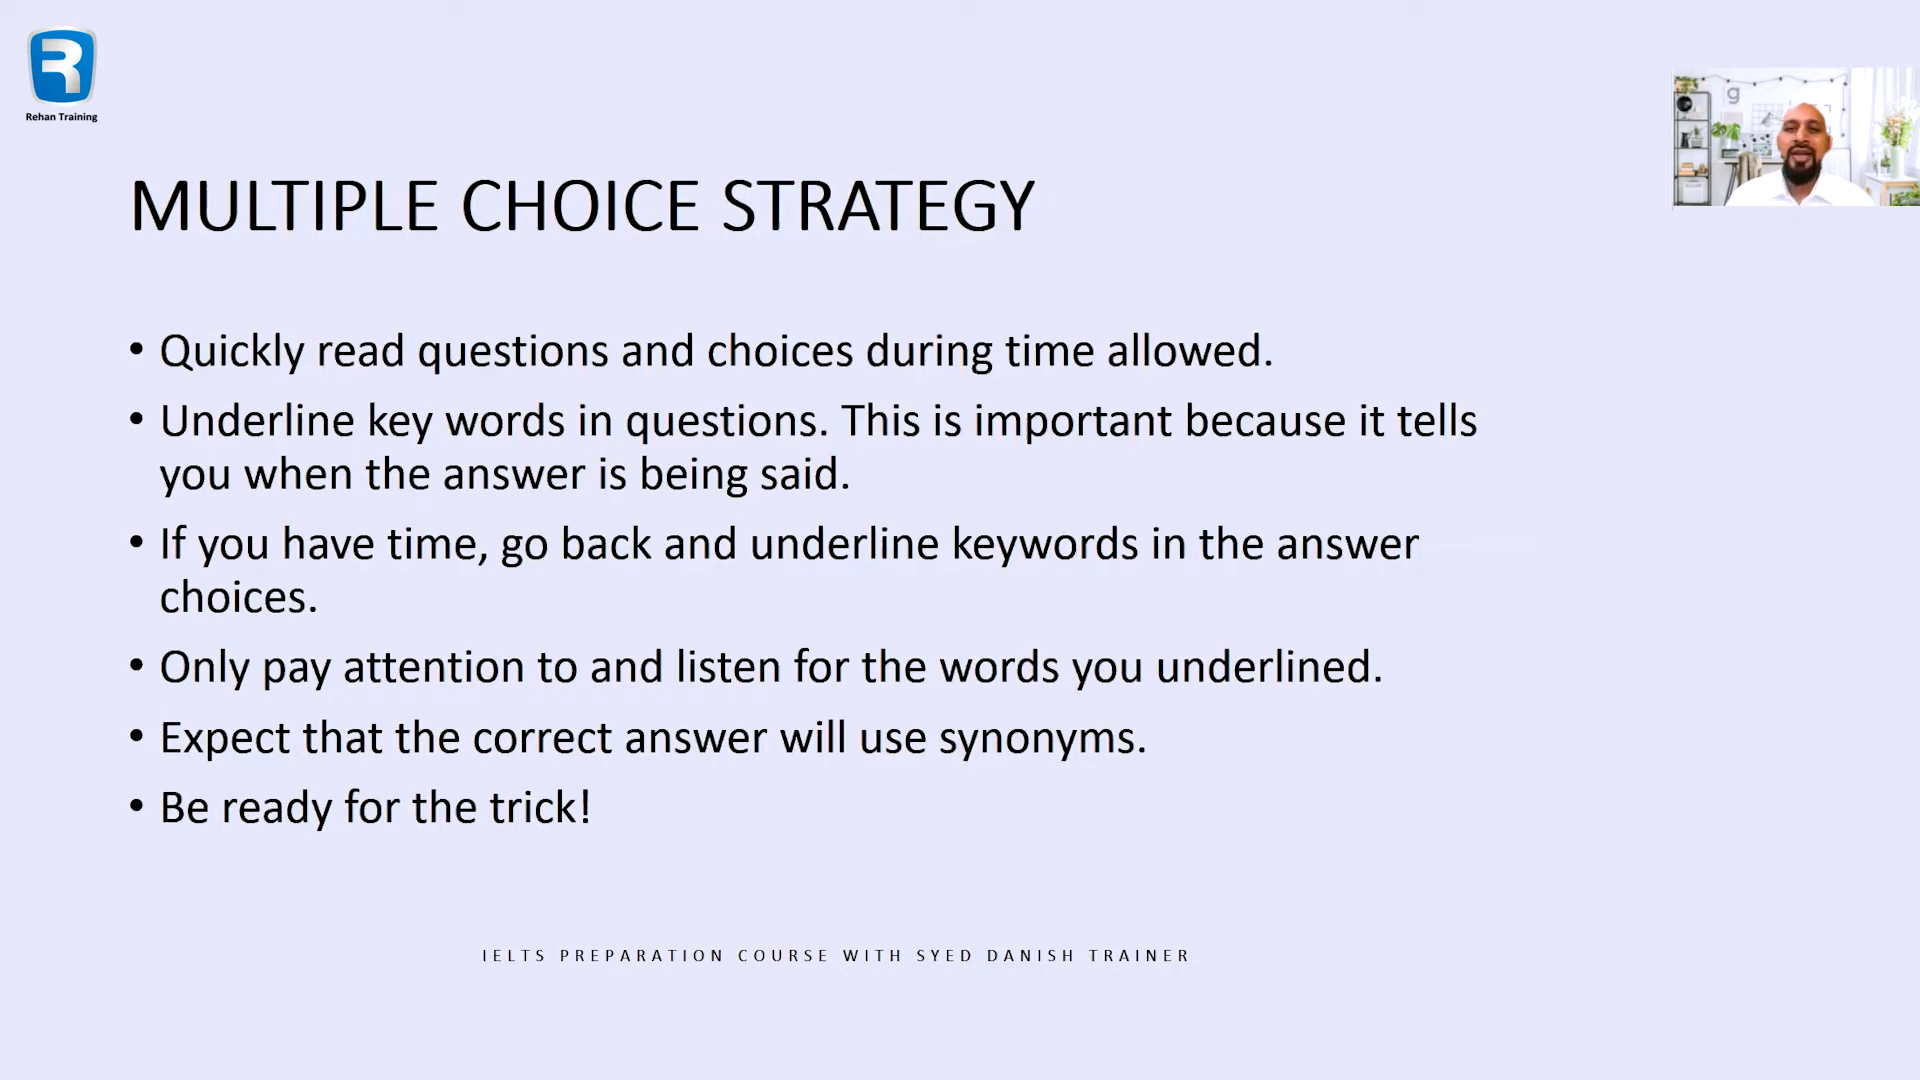 Rehan Training
MULTIPLE CHOICE STRATEGY
• Quickly read questions and choices during time allowed.
• Underline key words in questions. This is important because it tells
you when the answer is being said.
• If you have time, go back and underline keywords in the answer
choices.
• Only pay attention to and listen for the words you underlined.
• Expect that the correct answer will use synonyms.
• Be ready for the trick!
IELTS PREPARATION COURSE WITH SYED DANISH TRAINER